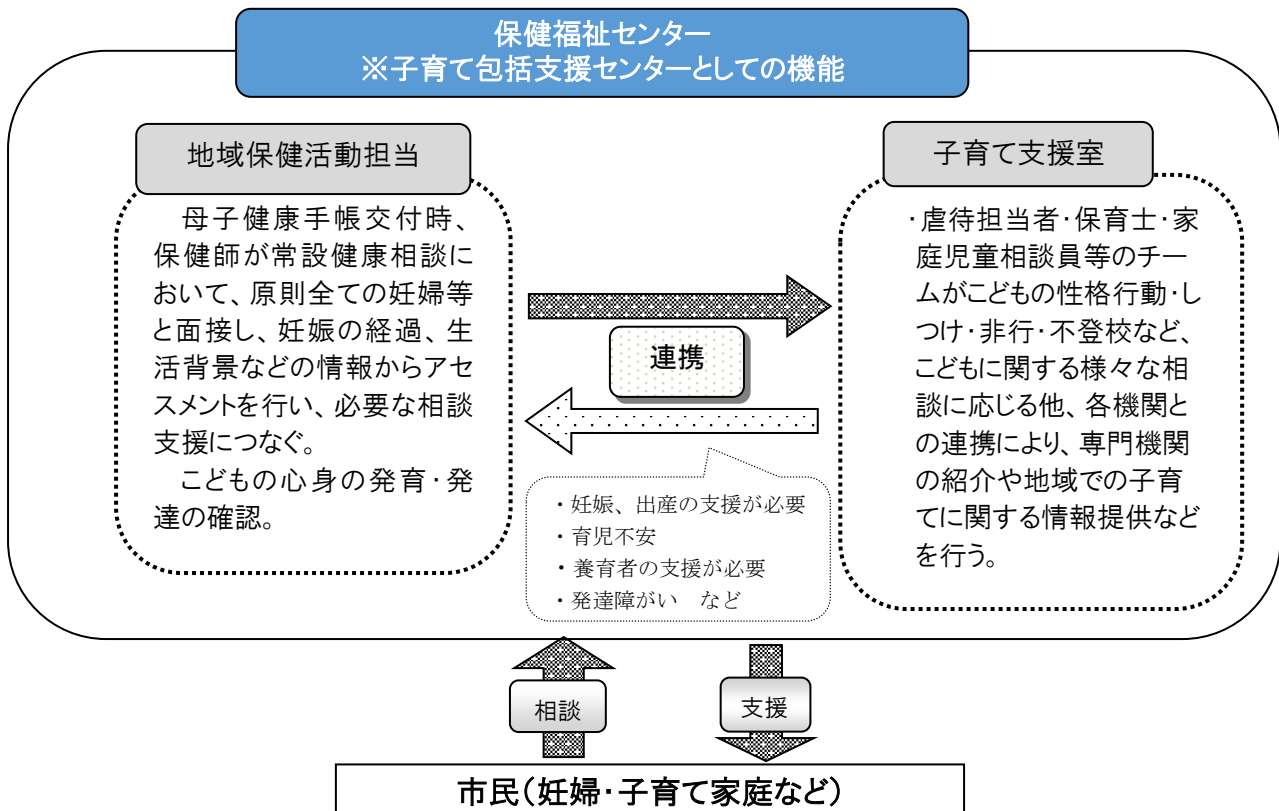 保健福祉センター
※子育て包括支援センターとしての機能
地域保健活動担当
母子健康手帳交付時、
保健師が常設健康相談に
おいて、原則全ての妊婦等
と面接し、妊娠の経過、生
活背景などの情報からアセ
スメントを行い、必要な相談
支援につなぐ。
こどもの心身の発育・発
達の確認。
連携
・妊娠、出産の支援が必要
・育児不安
・養育者の支援が必要
・発達障がい　など
子育て支援室
・虐待担当者・保育士・家
庭児童相談員等のチー
ムがこどもの性格行動・し
つけ・非行・不登校など、
こどもに関する様々な相
談に応じる他、各機関と
の連携により、専門機関
の紹介や地域での子育
てに関する情報提供など
を行う。
相談
支援
市民（妊婦・子育て家庭など）